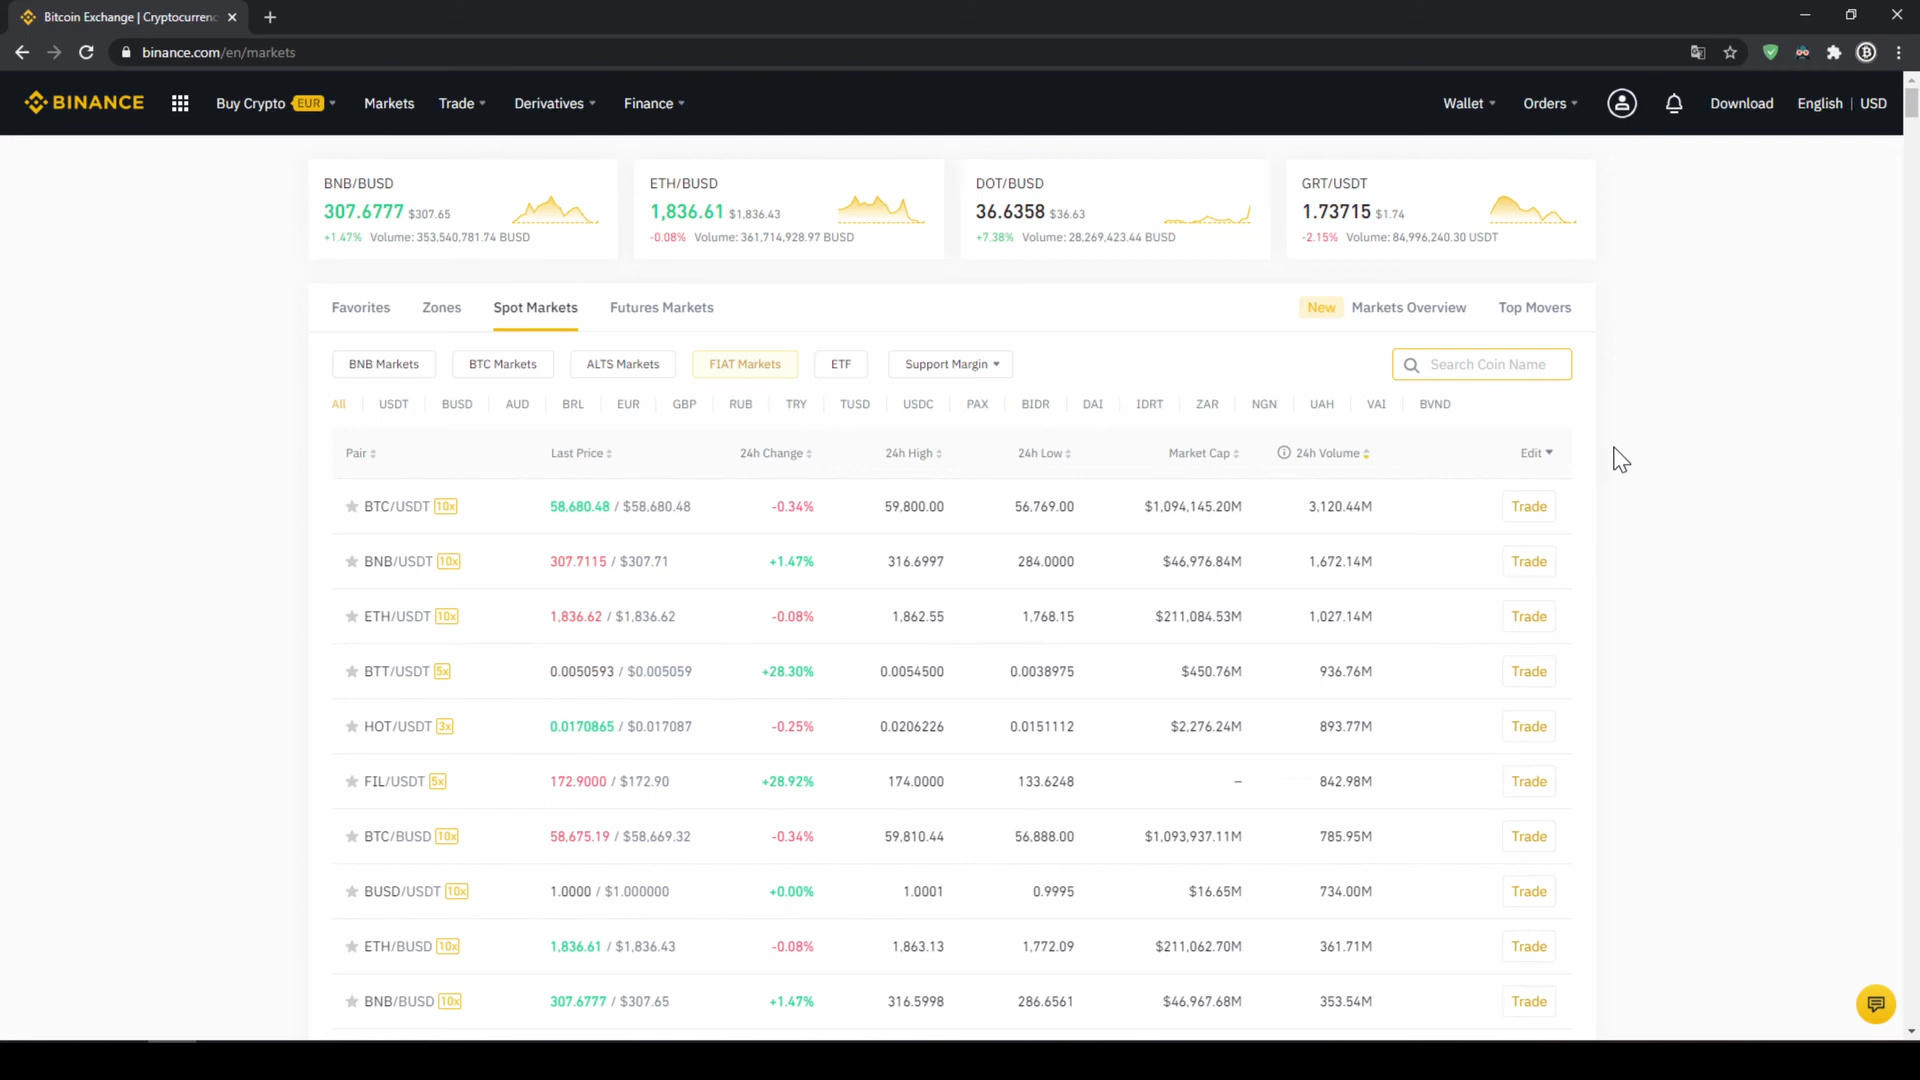 Bitcoin Exchange | Cryptocurrenc
binance.com/en/markets
BINANCE Buy Crypto EUR Markets Trade Derivatives Finance Wallet Orders Download English | USD
BNB/BUSD
307.6777 $307.65
+1.47% Volume: 353,540,781.74 BUSD
ETH/BUSD
1,836.61 $1,836.43
-0.08% Volume: 361,714,928.97 BUSD
DOT/BUSD
36.6358 $36.63
+7.38% Volume: 28,269,423.44 BUSD
GRT/USDT
1.73715 $1.74
-2.15% Volume: 84,996,240.30 USDT
Favorites Zones Spot Markets Futures Markets New Markets Overview Top Movers
BNB Markets BTC Markets ALTS Markets FIAT Markets ETF Support Margin Search Coin Name
All USDT BUSD AUD BRL EUR GBP RUB TRY TUSD USDC PAX BIDR DAI IDRT ZAR NGN UAH VAI BVND
Pair Last Price 24h Change 24h High 24h Low Market Cap 24h Volume Edit
BTC/USDT 10x 58,680.48 / $58,680.48 -0.34% 59,800.00 56,769.00 $1,094,145.20M 3,120.44M Trade
BNB/USDT 10x 307.7115 / $307.71 +1.47% 316.6997 284.0000 $46,976.84M 1,672.14M Trade
ETH/USDT 10x 1,836.62 / $1,836.62 -0.08% 1,862.55 1,768.15 $211,084.53M 1,027.14M Trade
BTT/USDT 5x 0.0050593 / $0.005059 +28.30% 0.0054500 0.0038975 $450.76M 936.76M Trade
HOT/USDT 3x 0.0170865 / $0.017087 -0.25% 0.0206226 0.0151112 $2,276.24M 893.77M Trade
FIL/USDT 5x 172.9000 / $172.90 +28.92% 174.0000 133.6248 – 842.98M Trade
BTC/BUSD 10x 58,675.19 / $58,669.32 -0.34% 59,810.44 56,888.00 $1,093,937.11M 785.95M Trade
BUSD/USDT 10x 1.0000 / $1.000000 +0.00% 1.0001 0.9995 $16.65M 734.00M Trade
ETH/BUSD 10x 1,836.61 / $1,836.43 -0.08% 1,863.13 1,772.09 $211,062.70M 361.71M Trade
BNB/BUSD 10x 307.6777 / $307.65 +1.47% 316.5998 286.6561 $46,967.68M 353.54M Trade